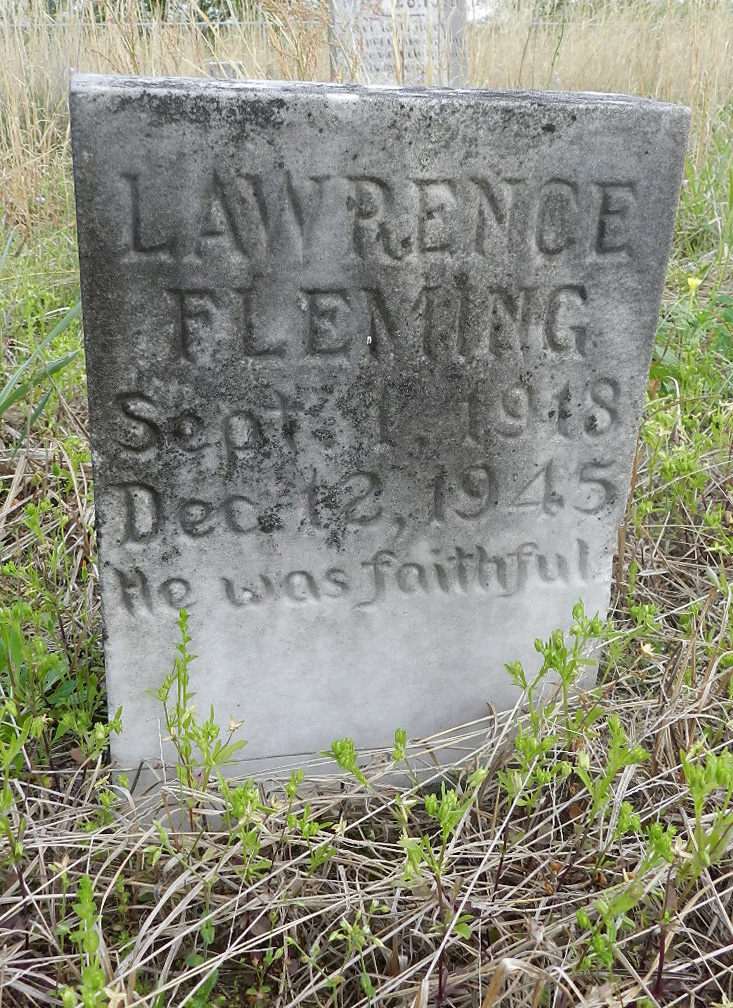 LAWRENCE
FLEMING
Sept. 1, 1918
Dec. 12, 1945
He was faithful.